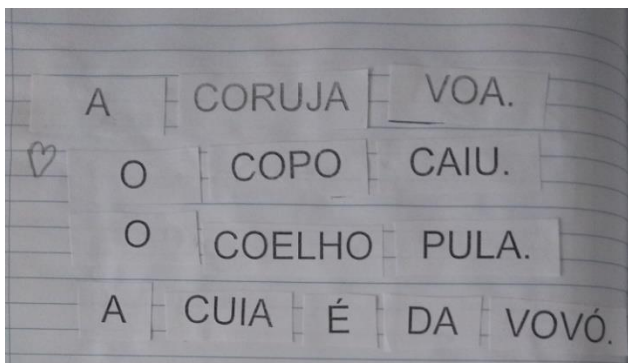 A CORUJA VOA.
O COPO CAIU.
O COELHO PULA.
A CUIA É DA VOVÓ.